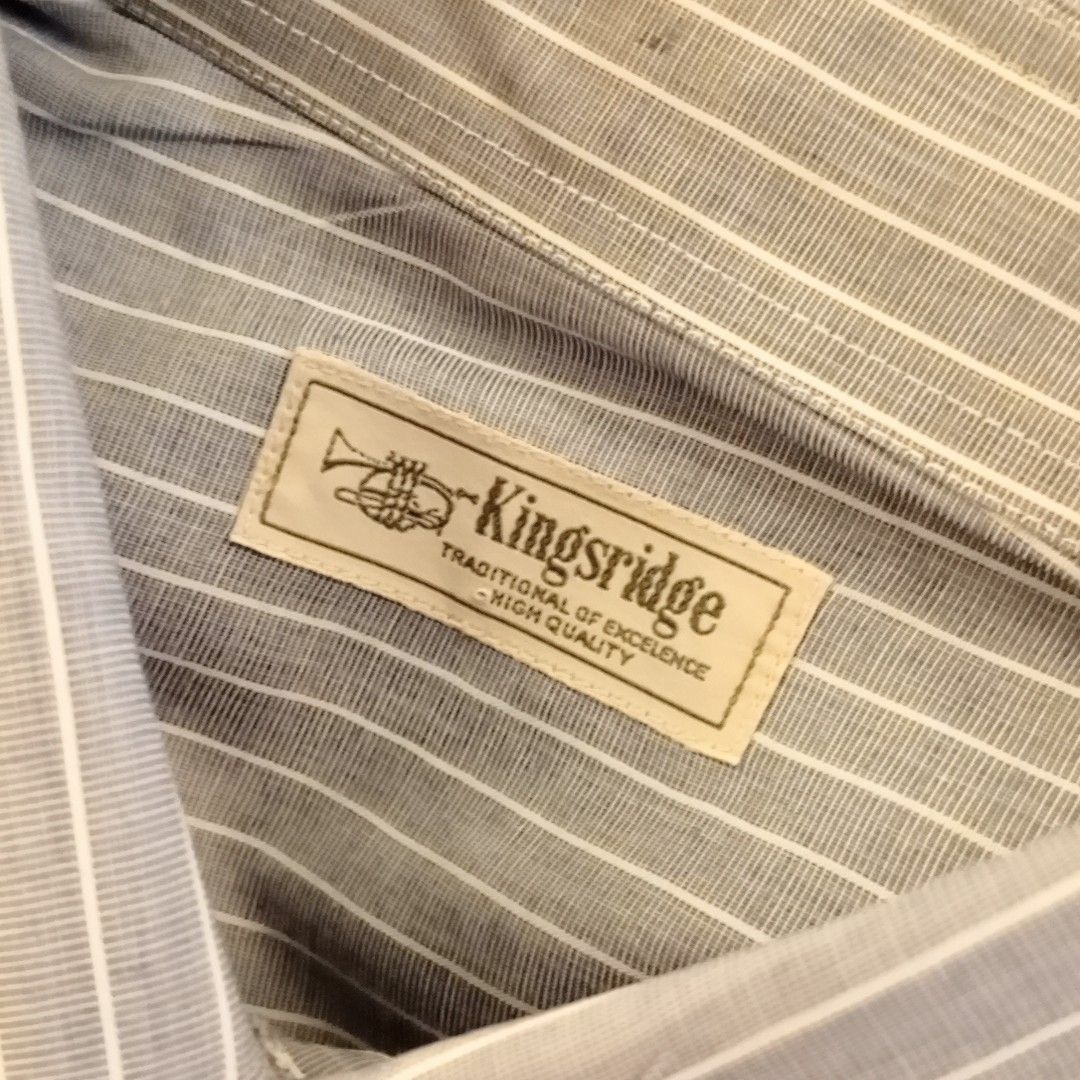 Kingsridge
TRADITIONAL OF EXCELENCE
-HIGH QUALITY